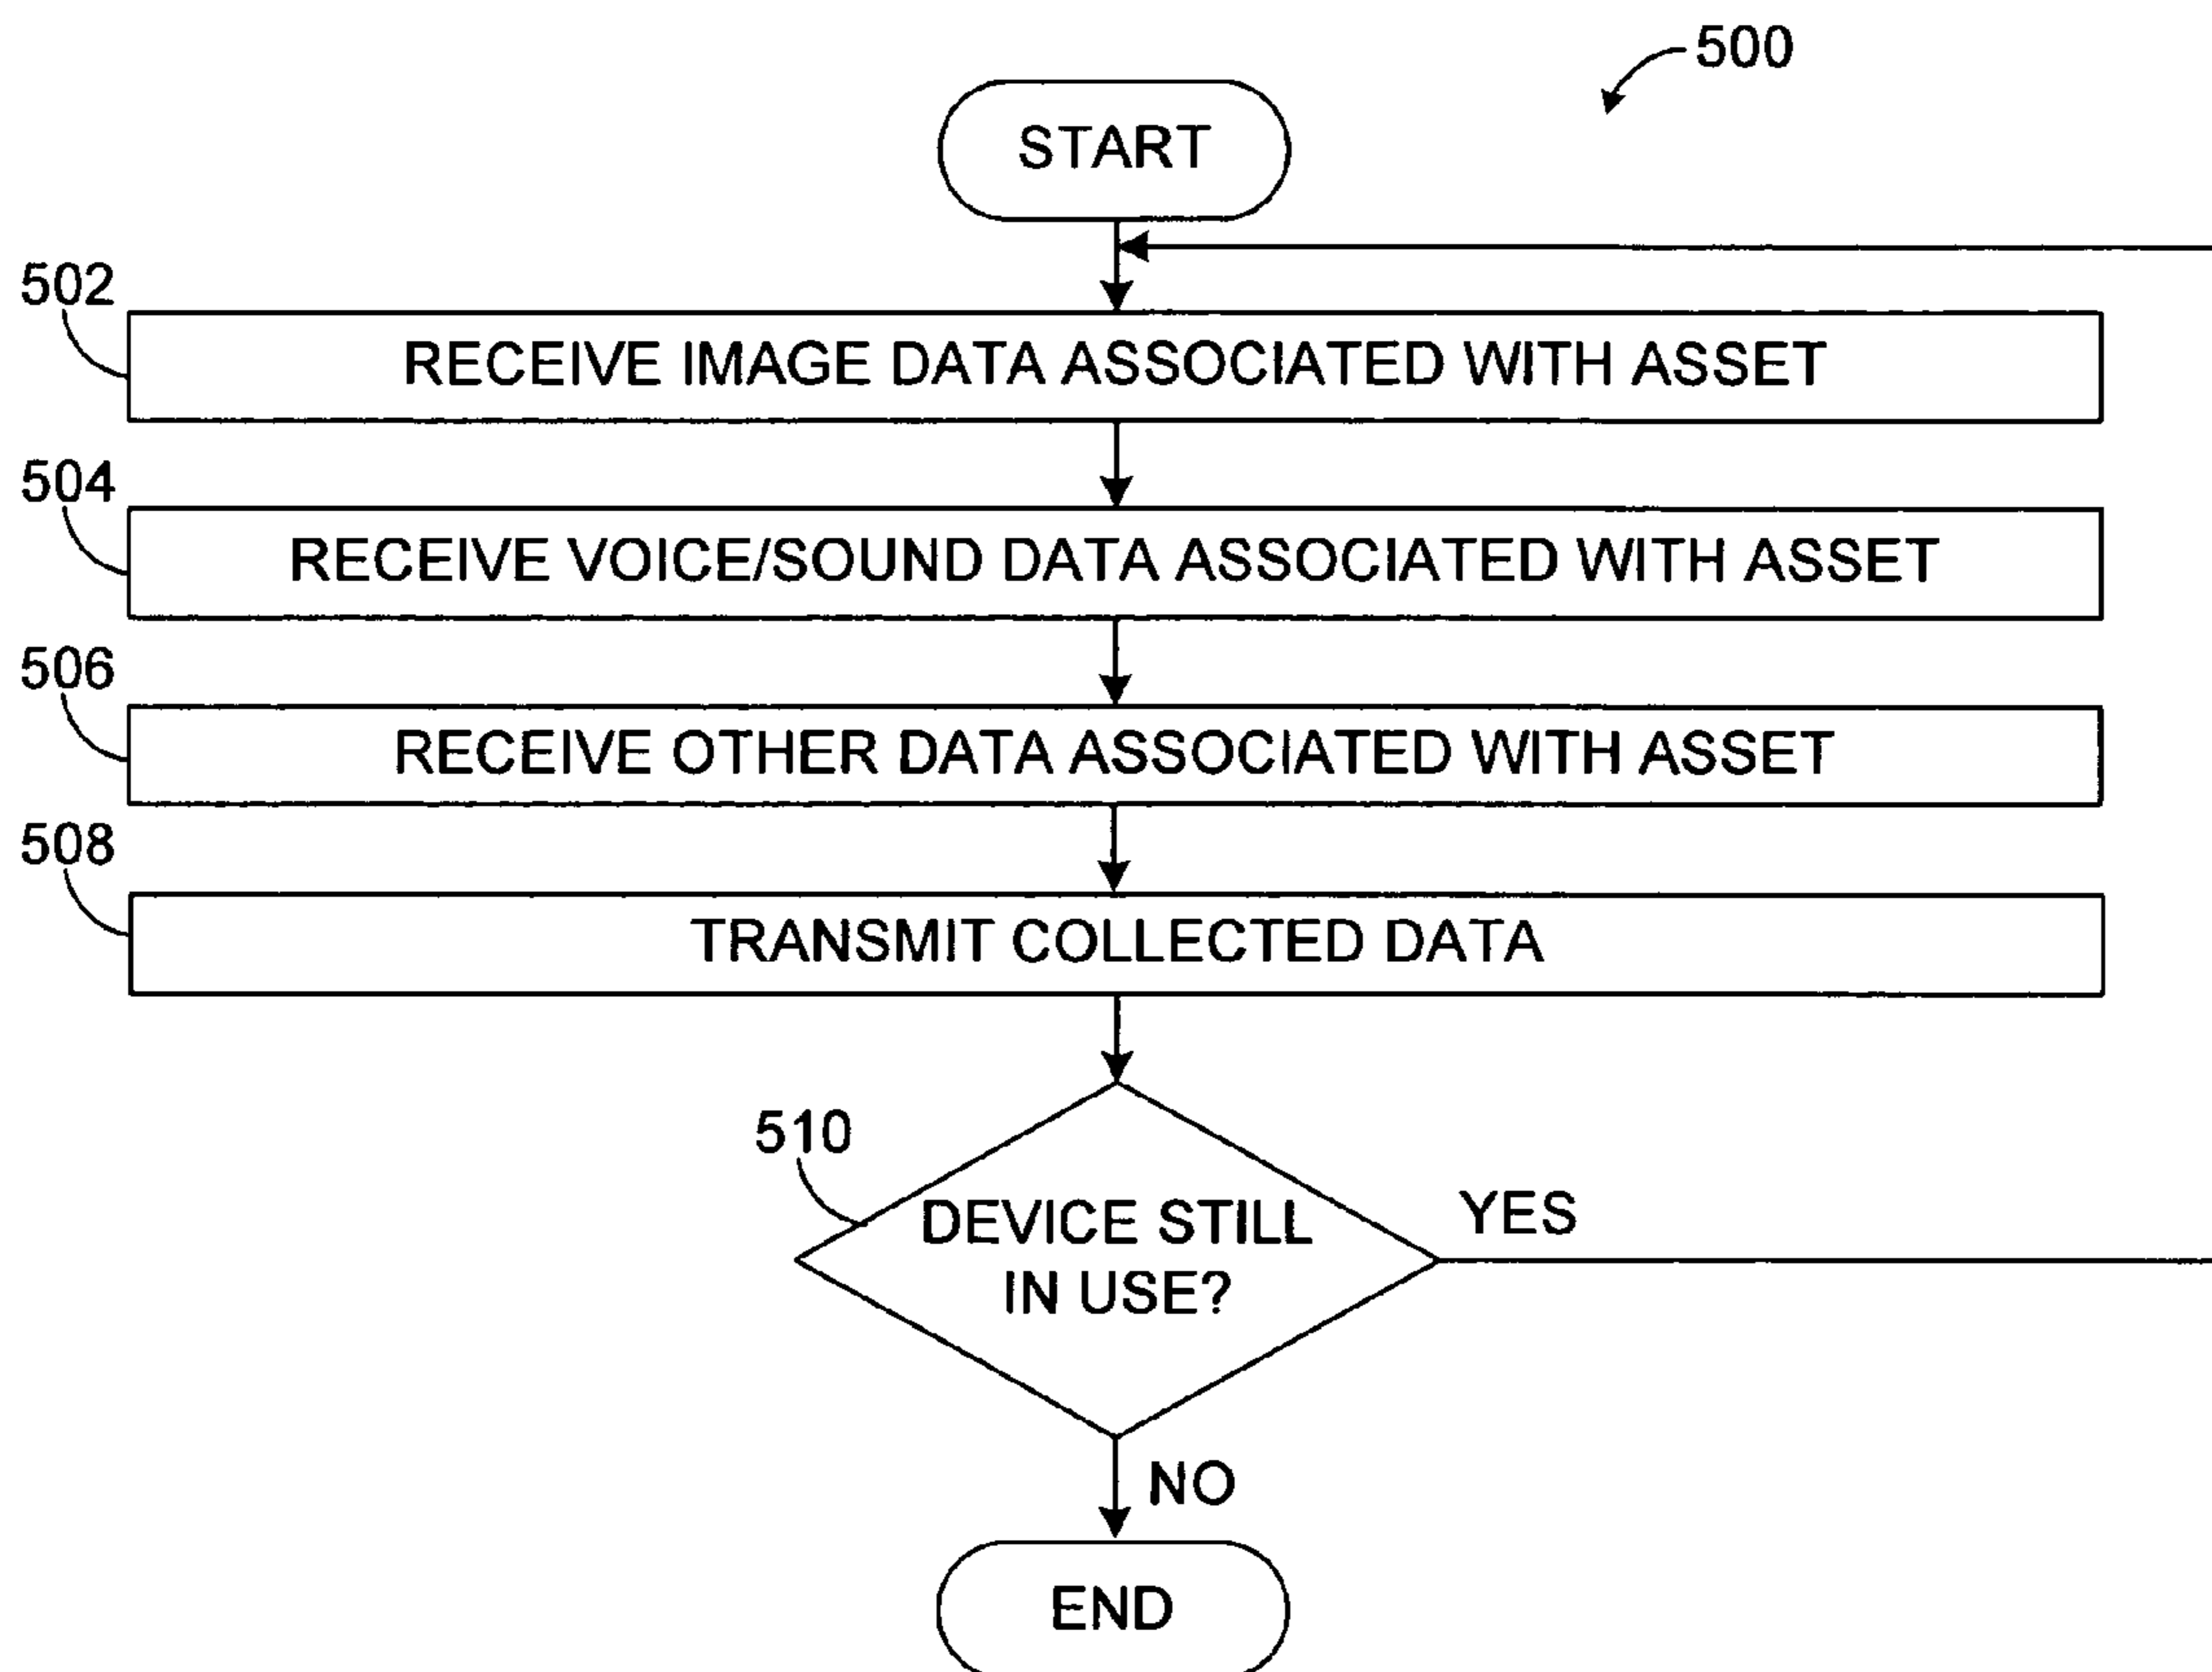 500
START
502
RECEIVE IMAGE DATA ASSOCIATED WITH ASSET
504
RECEIVE VOICE/SOUND DATA ASSOCIATED WITH ASSET
506
RECEIVE OTHER DATA ASSOCIATED WITH ASSET
508
TRANSMIT COLLECTED DATA
510
DEVICE STILL
IN USE?
YES
NO
END